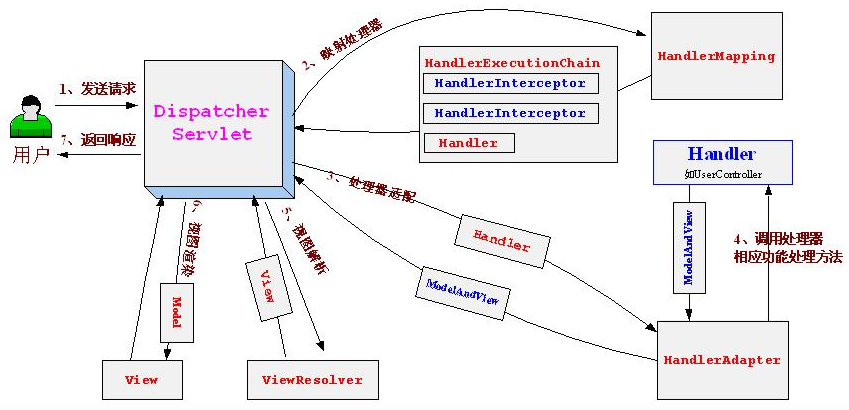 2、映射处理器
HandlerExecutionChain
HandlerInterceptor
HandlerInterceptor
Handler
HandlerMapping
1、发送请求
Dispatcher
Servlet
7、返回响应
用户
Handler
如UserController
3、处理器适配
Handler
ModelAndView
ModelAndView
4、调用处理器
相应功能处理方法
6、视图渲染
5、视图解析
View
Model
View
ViewResolver
HandlerAdapter